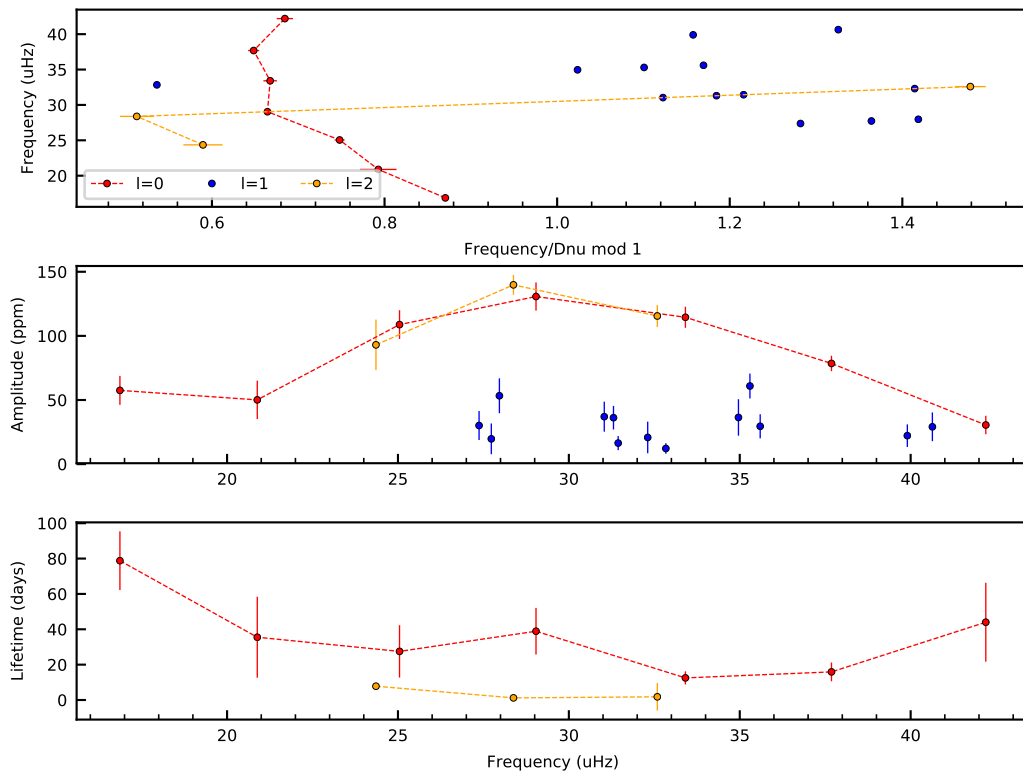 40
35
30
25
20
Frequency (uHz)
l=0 l=1 l=2
0.6 0.8 1.0 1.2 1.4
Frequency/Dnu mod 1
150
100
50
0
Amplitude (ppm)
20 25 30 35 40
100
80
60
40
20
0
Lifetime (days)
20 25 30 35 40
Frequency (uHz)